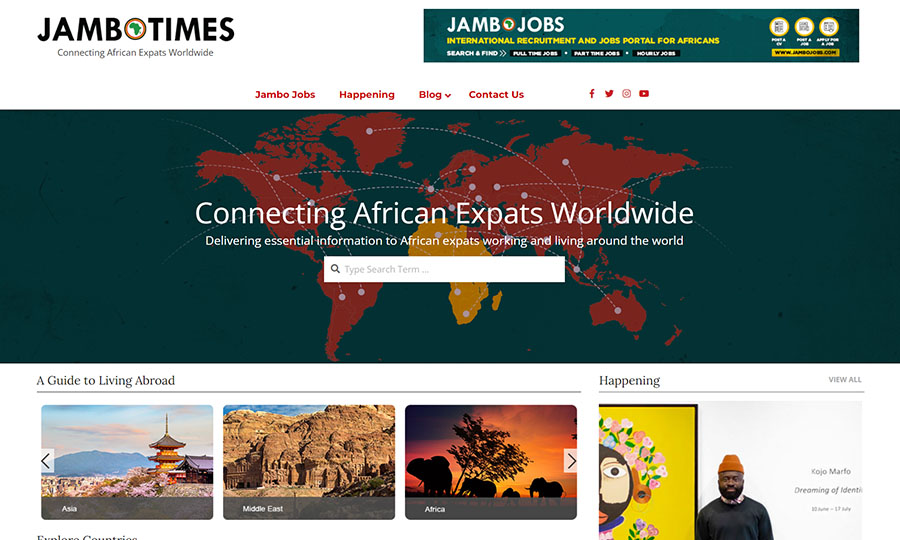 JAMBOTIMES
Connecting African Expats Worldwide
JAMBOJOBS
INTERNATIONAL RECRUITMENT AND JOBS PORTAL FOR AFRICANS
SEARCH & FIND >> FULL TIME JOBS • PART TIME JOBS • HOURLY JOBS
POST A CV
POST A JOB
APPLY FOR A JOB
WWW.JAMBOJOBS.COM
Jambo Jobs Happening Blog Contact Us
Connecting African Expats Worldwide
Delivering essential information to African expats working and living around the world
Type Search Term ...
A Guide to Living Abroad
Asia
Middle East
Africa
Happening
VIEW ALL
Kojo Marfo
Dreaming of Identi
10 June – 17 July
Explore Countries